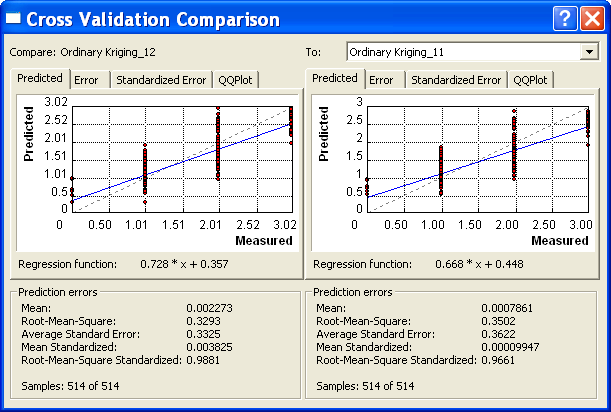 Cross Validation Comparison
Compare: Ordinary Kriging_12
To: Ordinary Kriging_11
Predicted Error Standardized Error QQPlot
Predicted
3.02
2.52
2.01
1.51
1.01
0.5
0
0 0.50 1.01 1.51 2.01 2.52 3.02
Measured
Regression function: 0.728 * x + 0.357
Predicted Error Standardized Error QQPlot
Predicted
3
2.5
2
1.5
1
0.5
0
0 0.50 1.00 1.50 2.00 2.50 3.00
Measured
Regression function: 0.668 * x + 0.448
Prediction errors
Mean: 0.002273
Root-Mean-Square: 0.3293
Average Standard Error: 0.3325
Mean Standardized: 0.003825
Root-Mean-Square Standardized: 0.9881
Samples: 514 of 514
Prediction errors
Mean: 0.0007861
Root-Mean-Square: 0.3502
Average Standard Error: 0.3622
Mean Standardized: 0.00009947
Root-Mean-Square Standardized: 0.9661
Samples: 514 of 514